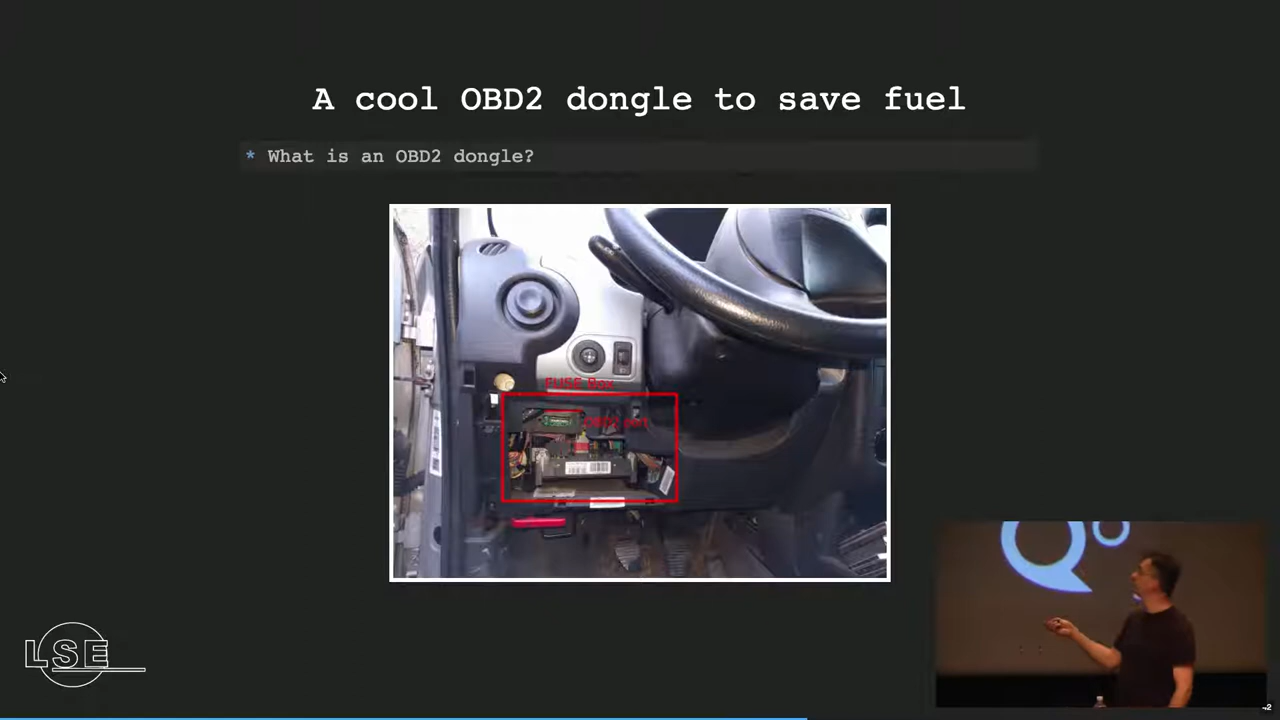 A cool OBD2 dongle to save fuel
* What is an OBD2 dongle?
FUSE Box
OBD2 port
LSE